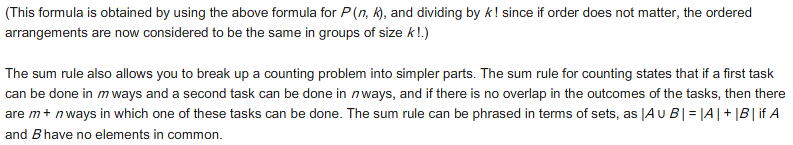 (This formula is obtained by using the above formula for P(n, k), and dividing by k! since if order does not matter, the ordered
arrangements are now considered to be the same in groups of size k!.)
The sum rule also allows you to break up a counting problem into simpler parts. The sum rule for counting states that if a first task
can be done in m ways and a second task can be done in n ways, and if there is no overlap in the outcomes of the tasks, then there
are m + n ways in which one of these tasks can be done. The sum rule can be phrased in terms of sets, as |A ∪ B| = |A| + |B| if A
and B have no elements in common.